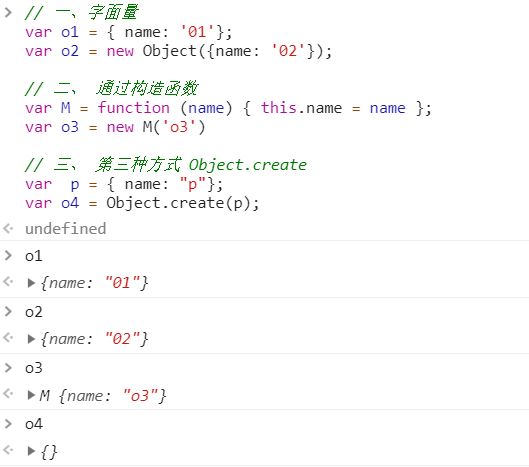 // 一、字面量
var o1 = { name: '01'};
var o2 = new Object({name: '02'});
// 二、 通过构造函数
var M = function (name) { this.name = name };
var o3 = new M('o3')
// 三、 第三种方式 Object.create
var  p = { name: "p"};
var o4 = Object.create(p);
undefined
o1
{name: "01"}
o2
{name: "02"}
o3
M {name: "o3"}
o4
{}